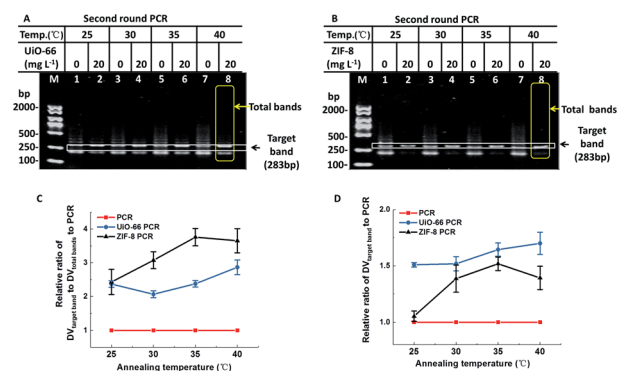 A Second round PCR
Temp.(℃) 25 30 35 40
UiO-66 (mg L-1) 0 20 0 20 0 20 0 20
M 1 2 3 4 5 6 7 8
bp
2000-
500-
250-
100-
Total bands
Target band (283bp)
B Second round PCR
Temp.(℃) 25 30 35 40
ZIF-8 (mg L-1) 0 20 0 20 0 20 0 20
M 1 2 3 4 5 6 7 8
bp
2000-
500-
250-
100-
Total bands
Target band (283bp)
C
PCR
UiO-66 PCR
ZIF-8 PCR
Relative ratio of
DVtarget band to DVtotal bands to PCR
4
3
2
1
25 30 35 40
Annealing temperature (℃)
D
PCR
UiO-66 PCR
ZIF-8 PCR
Relative ratio of DVtarget band to PCR
2.0
1.5
1.0
25 30 35 40
Annealing temperature (℃)